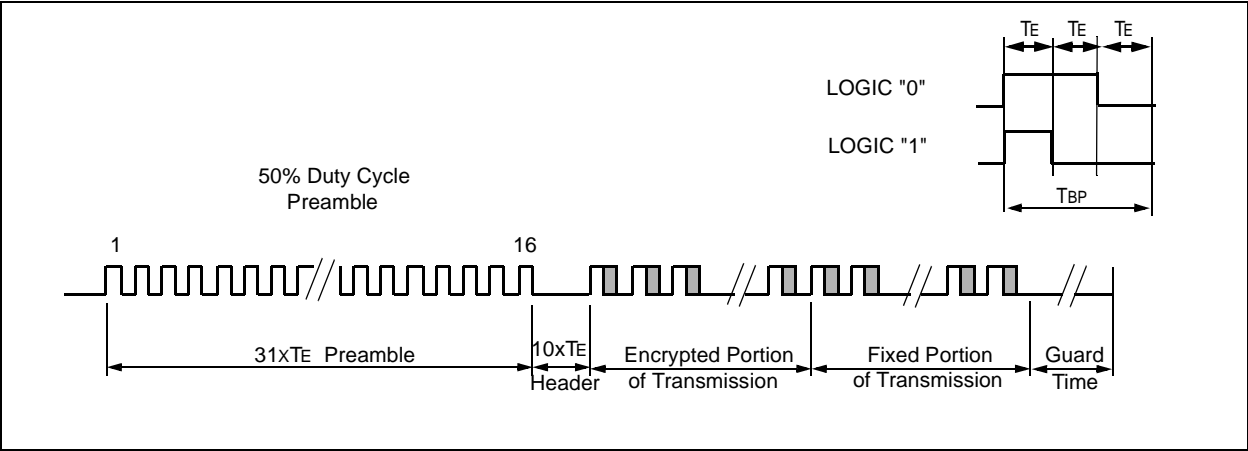 TE TE TE
LOGIC "0"
LOGIC "1"
TBP
50% Duty Cycle
Preamble
1 16
31xTE Preamble
10xTE
Header
Encrypted Portion
of Transmission
Fixed Portion
of Transmission
Guard
Time